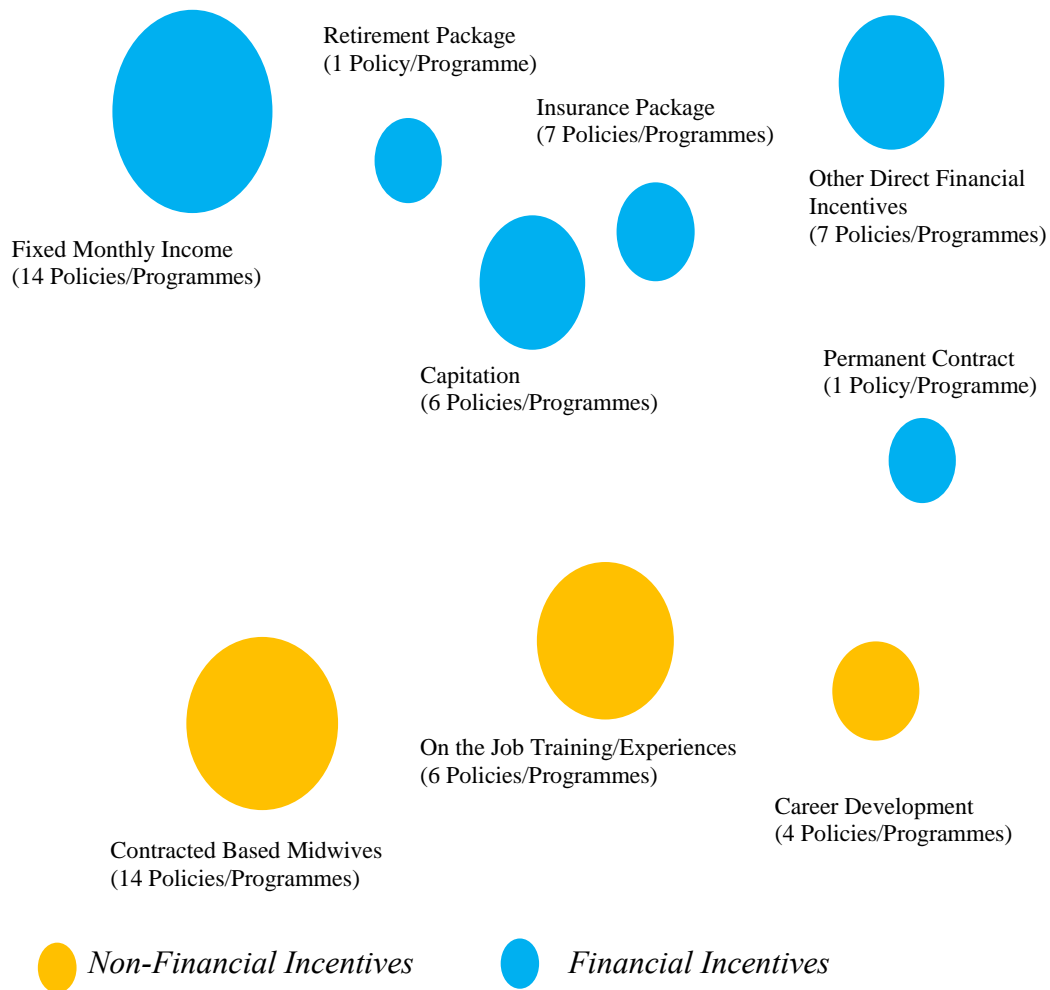 Retirement Package
(1 Policy/Programme)
Insurance Package
(7 Policies/Programmes)
Other Direct Financial
Incentives
(7 Policies/Programmes)
Fixed Monthly Income
(14 Policies/Programmes)
Capitation
(6 Policies/Programmes)
Permanent Contract
(1 Policy/Programme)
On the Job Training/Experiences
(6 Policies/Programmes)
Career Development
(4 Policies/Programmes)
Contracted Based Midwives
(14 Policies/Programmes)
Non-Financial Incentives
Financial Incentives